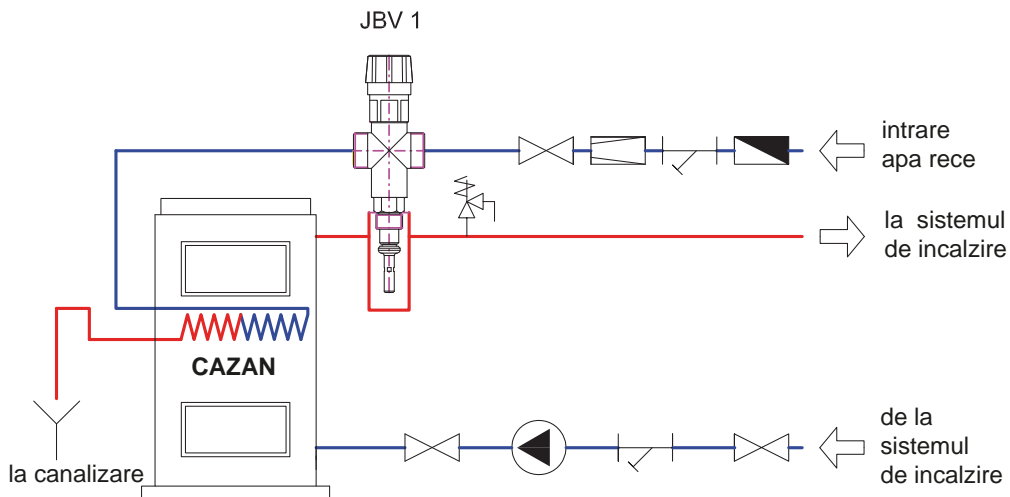 JBV 1
intrare
apa rece
la sistemul
de incalzire
CAZAN
de la
sistemul
de incalzire
la canalizare